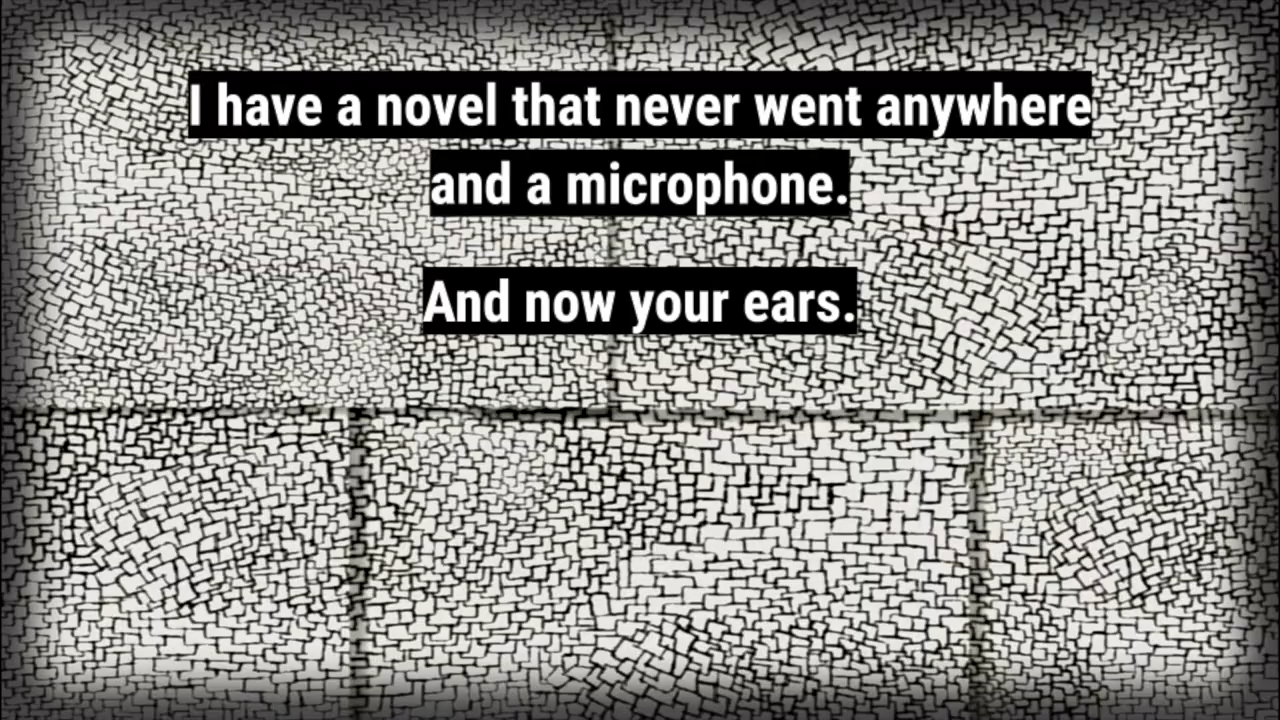 I have a novel that never went anywhere
and a microphone.
And now your ears.